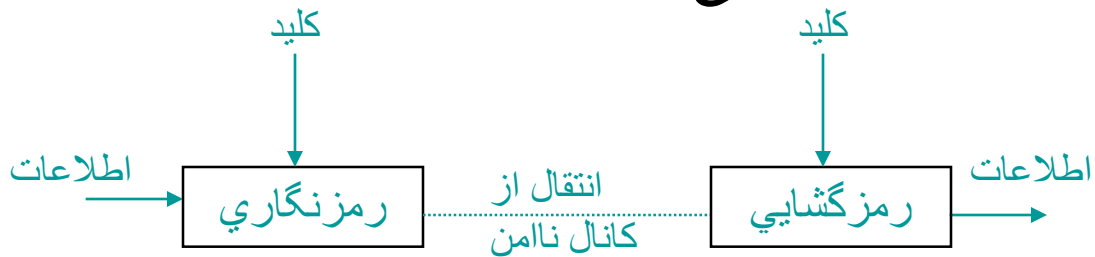 کلید
کلید
اطلاعات
رمزنگاري
انتقال از
کانال ناامن
رمزگشايي
اطلاعات